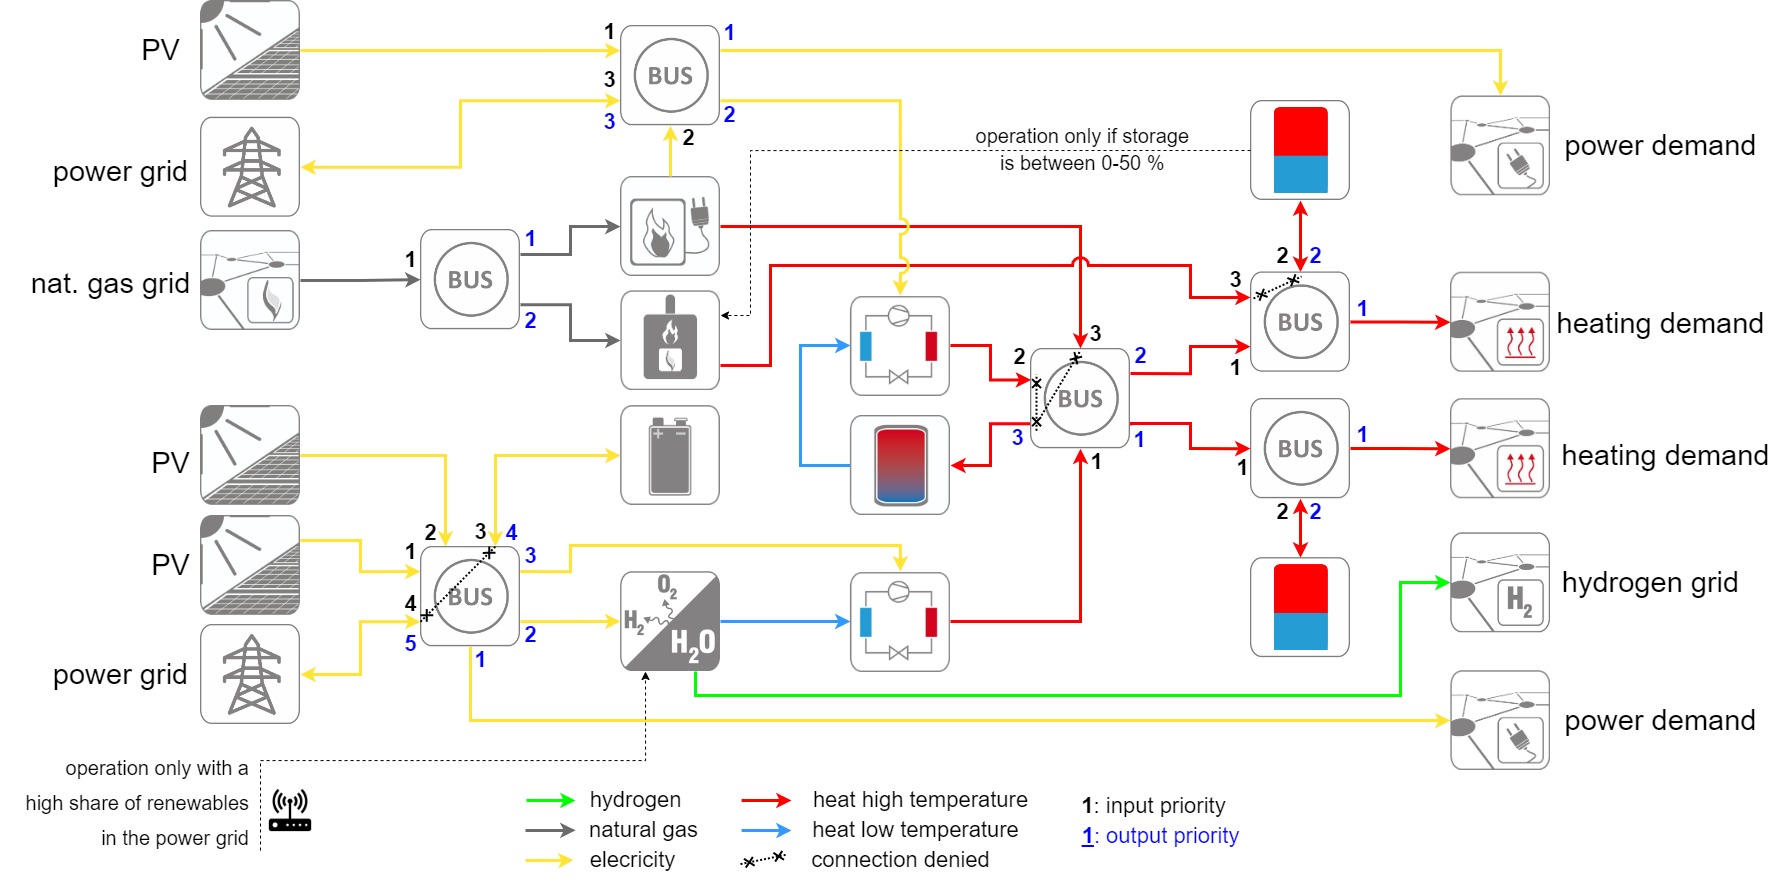 PV
1
BUS
1
3
3
2
2
power grid
operation only if storage
is between 0-50 %
power demand
nat. gas grid
1
BUS
1
2
2
2
3
BUS
1
1
heating demand
3
2
2
BUS
3
1
1
PV
+ −
BUS
1
1
heating demand
2
2
PV
2
3
4
1
3
BUS
4
5
2
1
O2
H2
H2O
H2
hydrogen grid
power grid
power demand
operation only with a
high share of renewables
in the power grid
hydrogen
natural gas
elecricity
heat high temperature
heat low temperature
connection denied
1: input priority
1: output priority